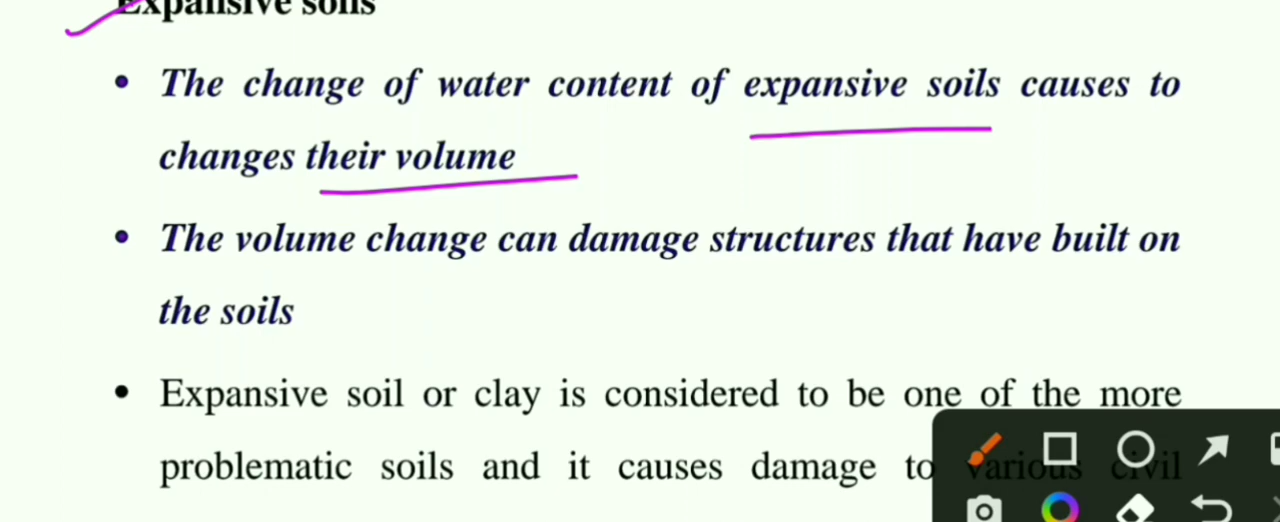 Expansive soils
• The change of water content of expansive soils causes to
changes their volume
• The volume change can damage structures that have built on
the soils
• Expansive soil or clay is considered to be one of the more
problematic soils and it causes damage to various civil